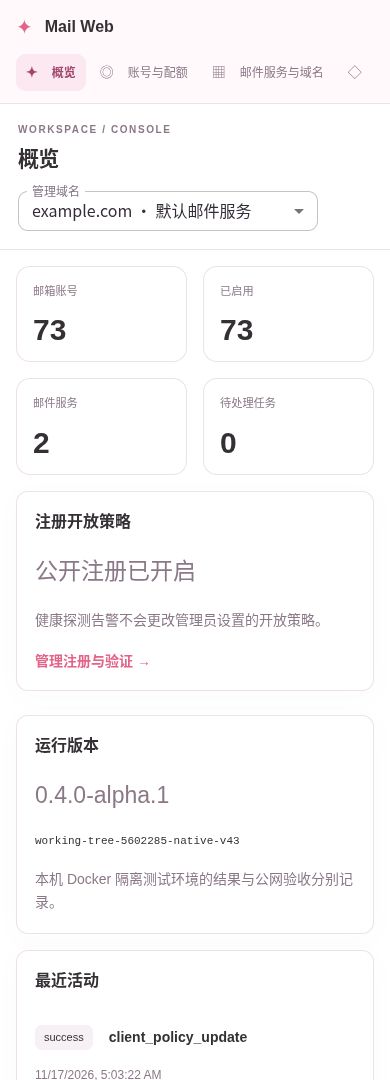 Mail Web
概览
账号与配额
邮件服务与域名
WORKSPACE / CONSOLE
概览
管理域名
example.com · 默认邮件服务
邮箱账号
73
已启用
73
邮件服务
2
待处理任务
0
注册开放策略
公开注册已开启
健康探测告警不会更改管理员设置的开放策略。
管理注册与验证 →
运行版本
0.4.0-alpha.1
working-tree-5602285-native-v43
本机 Docker 隔离测试环境的结果与公网验收分别记
录。
最近活动
success
client_policy_update
11/17/2026, 5:03:22 AM